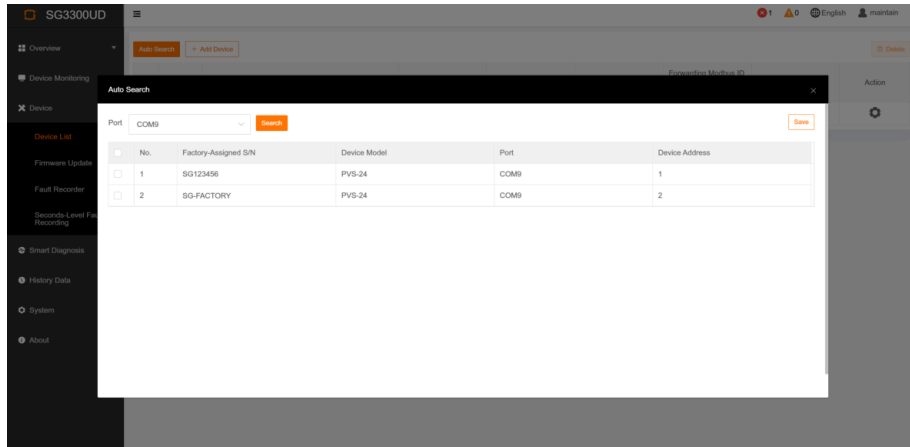 SG3300UD
1
0
English
maintain
Overview
Auto Search
+ Add Device
Delete
Device Monitoring
Forwarding Modbus ID
Action
Auto Search
Device
Port
COM9
Search
Save
Device List
No.
Factory-Assigned S/N
Device Model
Port
Device Address
Firmware Update
1
SG123456
PVS-24
COM9
1
Fault Recorder
2
SG-FACTORY
PVS-24
COM9
2
Seconds-Level Fau
Recording
Smart Diagnosis
History Data
System
About